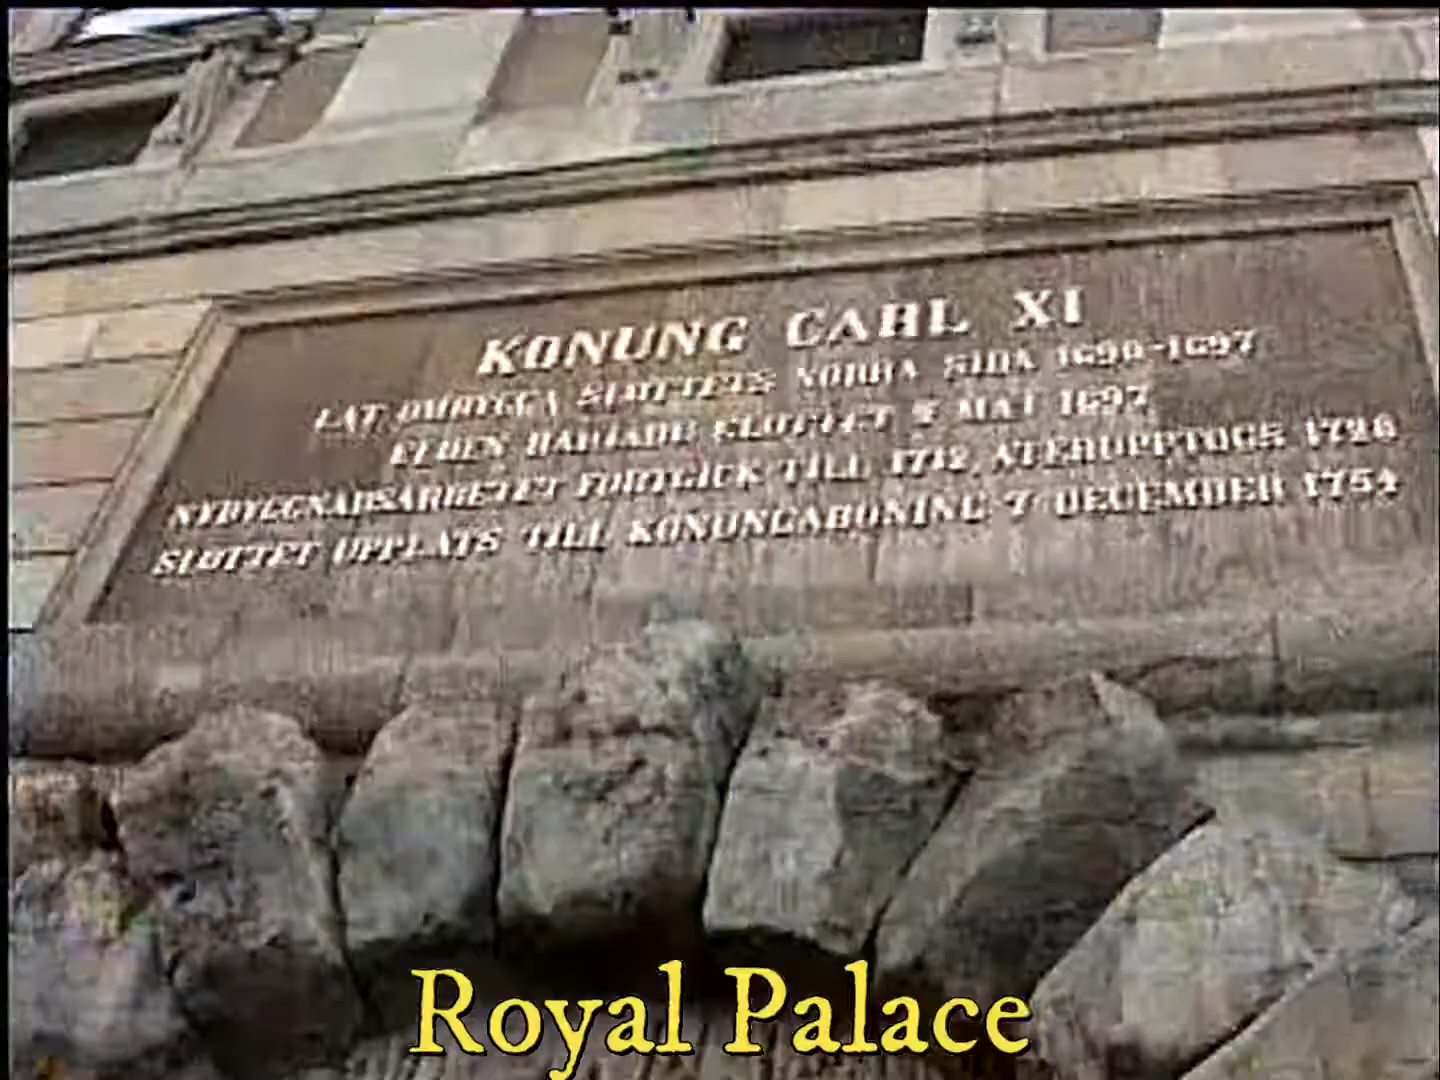 KONUNG CARL XI
LÄT OMBYGGA SLOTTETS NORRA SIDA 1690-1697
ELDEN HÄRJADE SLOTTET 7 MAJ 1697
NYBYGGNADSARBETET FORTGICK TILL 1712, ÅTERUPPTOGS 1728
SLOTTET UPPLÄTS TILL KONUNGABONING 7 DECEMBER 1754
Royal Palace